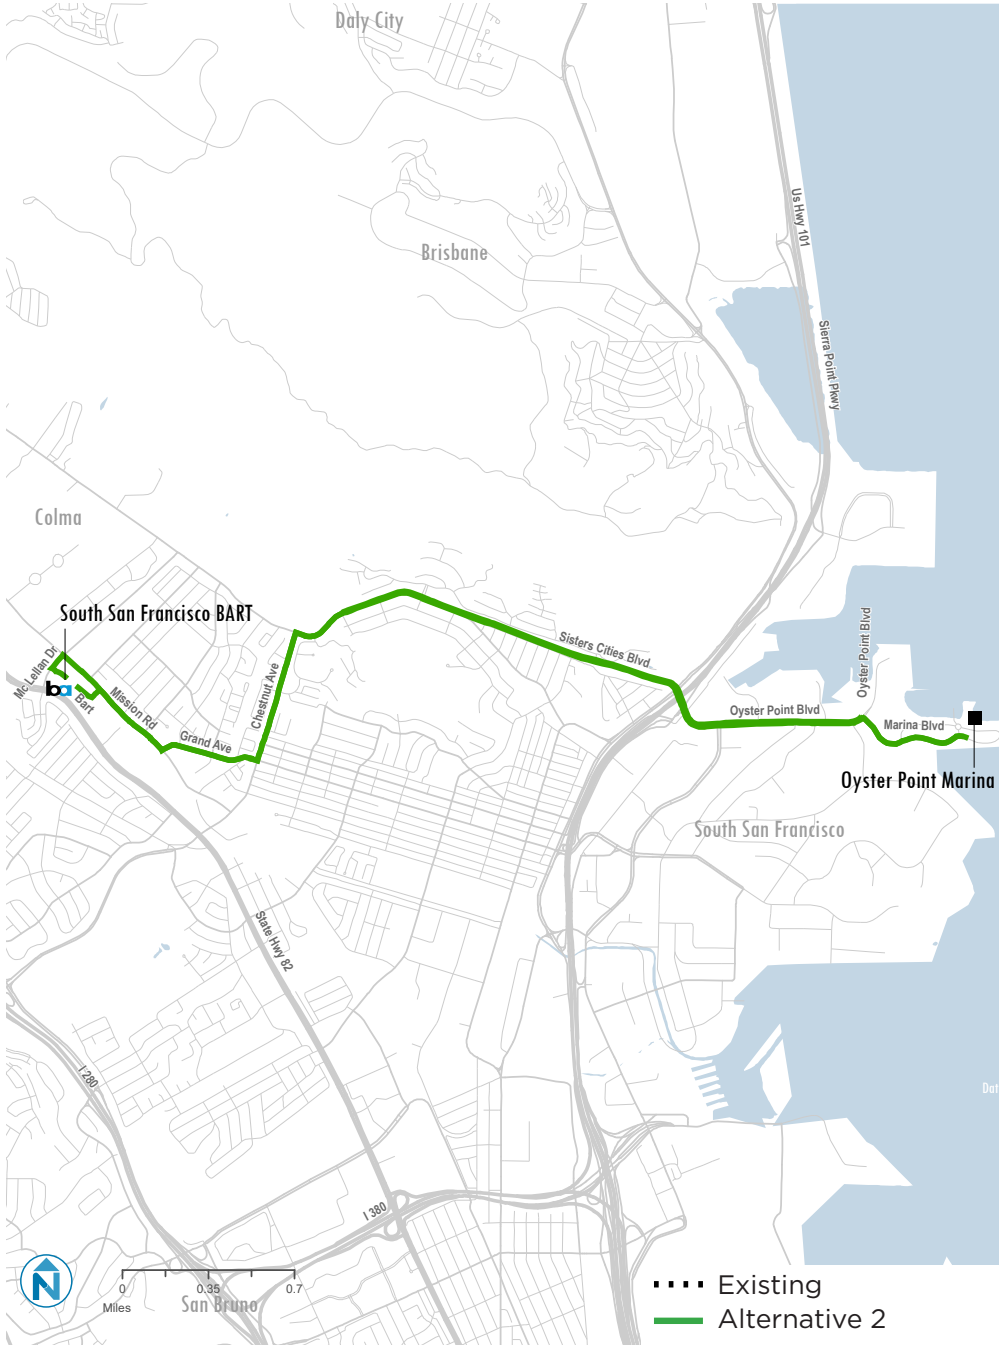 Daly City
Us Hwy 101
Brisbane
Sierra Point Pkwy
Colma
South San Francisco BART
Mc Lellan Dr
ba
Bart
Mission Rd
Grand Ave
Chestnut Ave
Sisters Cities Blvd
Oyster Point Blvd
Oyster Point Blvd
Marina Blvd
Oyster Point Marina
South San Francisco
State Hwy 82
I 280
Dat
I 380
N
0
0.35
0.7
Miles
San Bruno
Existing
Alternative 2